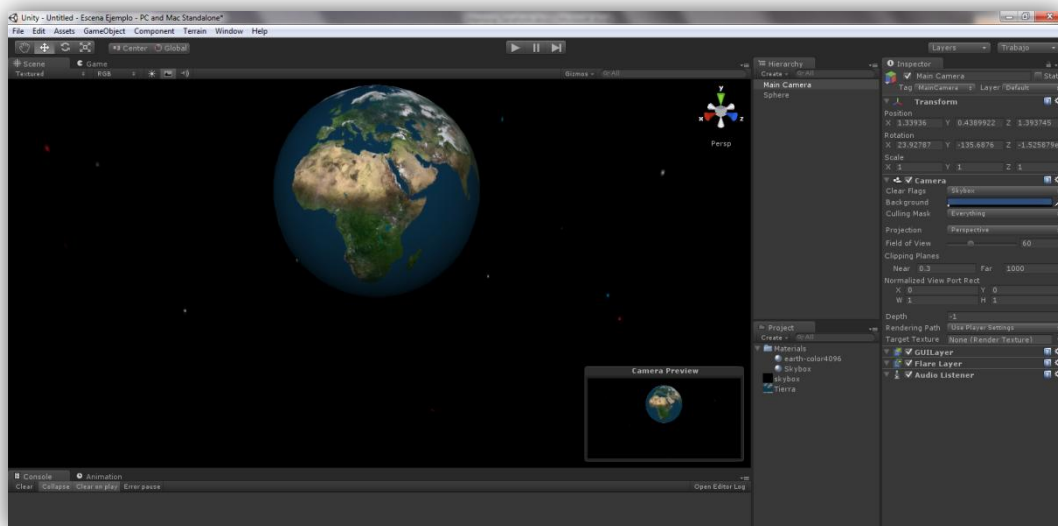 Unity - Untitled - Escena Ejemplo - PC and Mac Standalone*
File Edit Assets GameObject Component Terrain Window Help
Center Global
Layers Trabajo
Scene Game
Textured RGB
Gizmos All
y
x z
Persp
Camera Preview
Hierarchy
Create All
Main Camera
Sphere
Project
Create All
Materials
earth-color4096
Skybox
skybox
Tierra
Inspector
Main Camera Stat
Tag MainCamera Layer Default
Transform
Position
X 1.33936 Y 0.4389922 Z 1.393745
Rotation
X 23.92787 Y -135.6876 Z -1.525879e
Scale
X 1 Y 1 Z 1
Camera
Clear Flags Skybox
Background
Culling Mask Everything
Projection Perspective
Field of View 60
Clipping Planes
Near 0.3 Far 1000
Normalized View Port Rect
X 0 Y 0
W 1 H 1
Depth -1
Rendering Path Use Player Settings
Target Texture None (Render Texture)
GUILayer
Flare Layer
Audio Listener
Console Animation
Clear Collapse Clear on play Error pause Open Editor Log